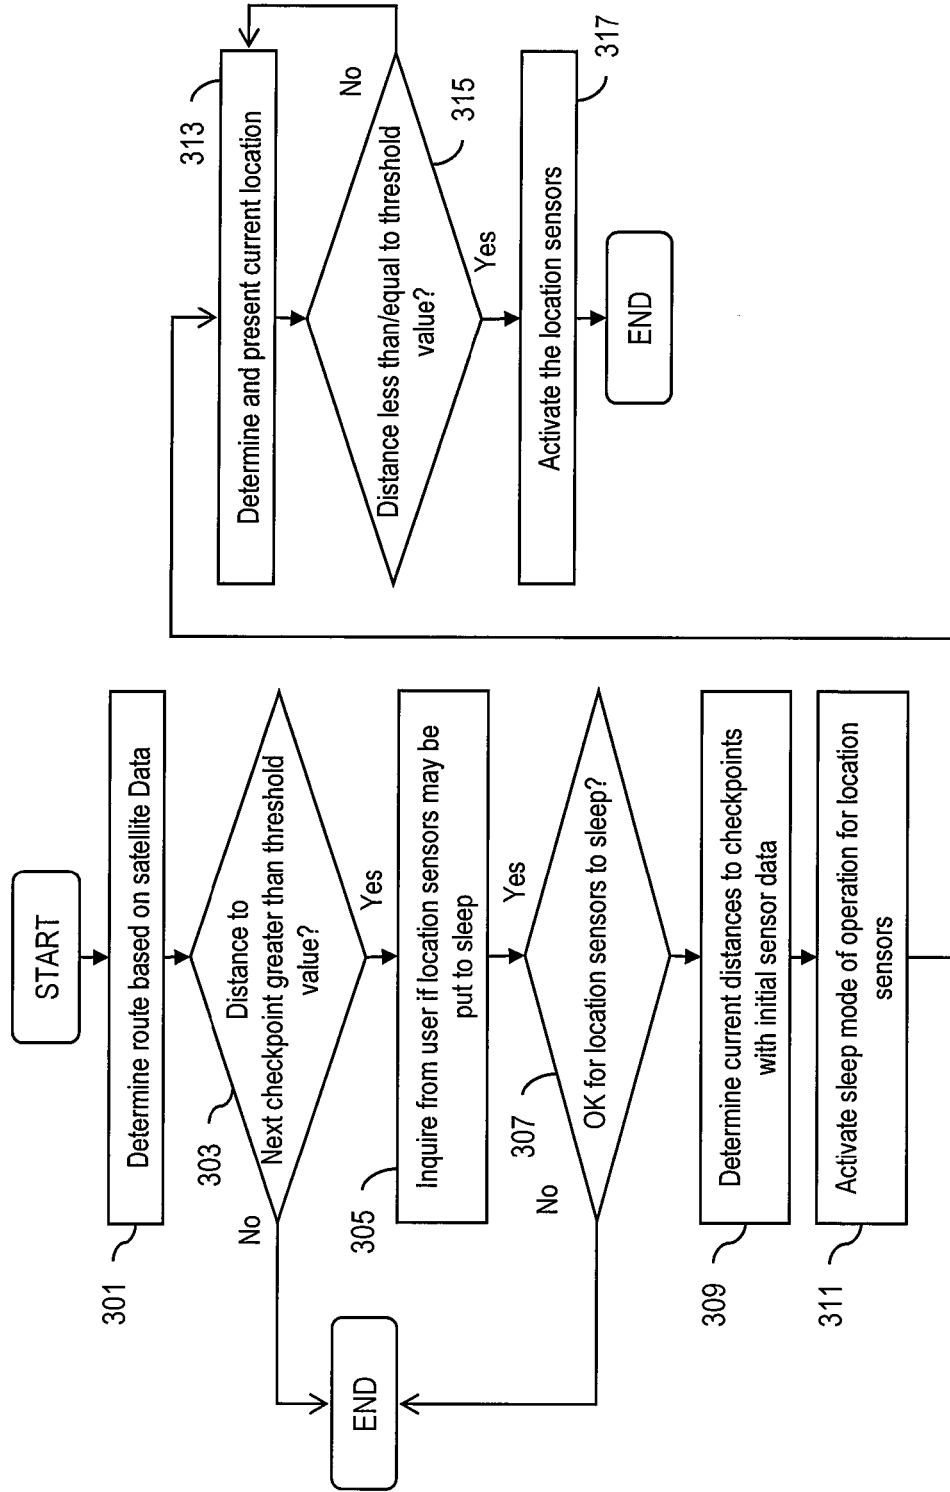 START
301
Determine route based on satellite Data
303
Distance to
Next checkpoint greater than threshold
value?
No
Yes
305
Inquire from user if location sensors may be
put to sleep
END
307
Yes
OK for location sensors to sleep?
No
309
Determine current distances to checkpoints
with initial sensor data
311
Activate sleep mode of operation for location
sensors
313
Determine and present current location
No
Distance less than/equal to threshold
value?
315
Yes
Activate the location sensors
317
END